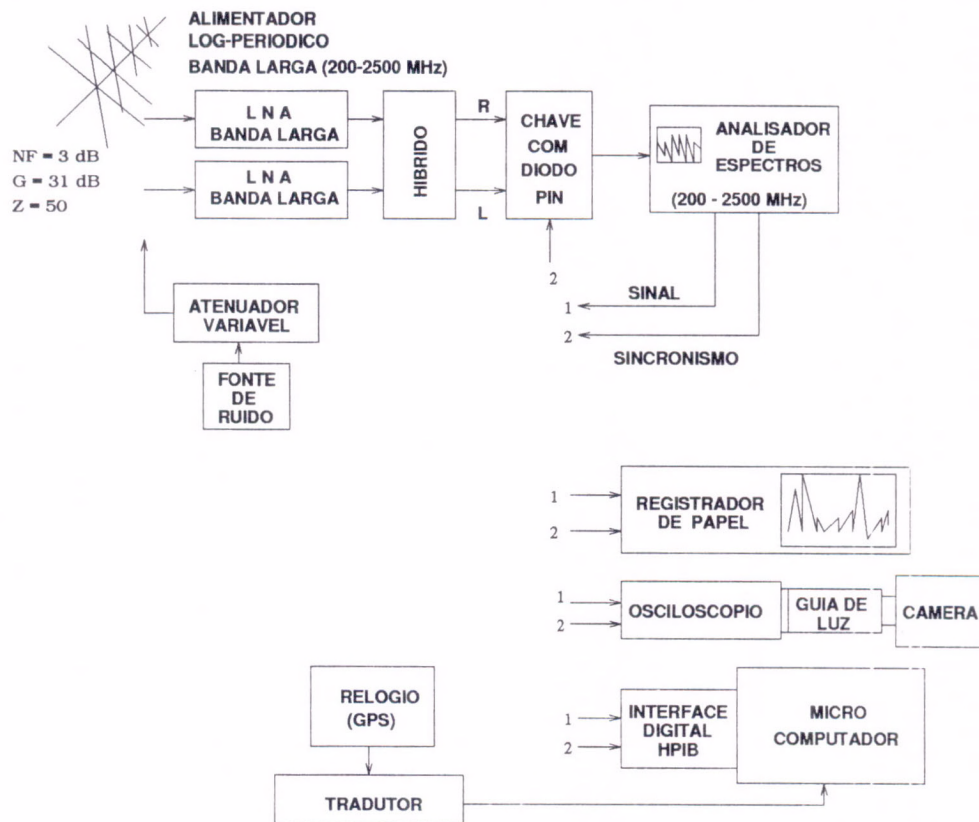 ALIMENTADOR
LOG-PERIODICO
BANDA LARGA (200-2500 MHz)
NF = 3 dB
G = 31 dB
Z = 50
L N A
BANDA LARGA
L N A
BANDA LARGA
HIBRIDO
R
L
CHAVE
COM
DIODO
PIN
2
ANALISADOR
DE
ESPECTROS
(200 - 2500 MHz)
1
SINAL
2
SINCRONISMO
ATENUADOR
VARIAVEL
FONTE
DE
RUIDO
1
2
REGISTRADOR
DE PAPEL
1
2
OSCILOSCOPIO
GUIA DE
LUZ
CAMERA
RELOGIO
(GPS)
TRADUTOR
1
2
INTERFACE
DIGITAL
HPIB
MICRO
COMPUTADOR